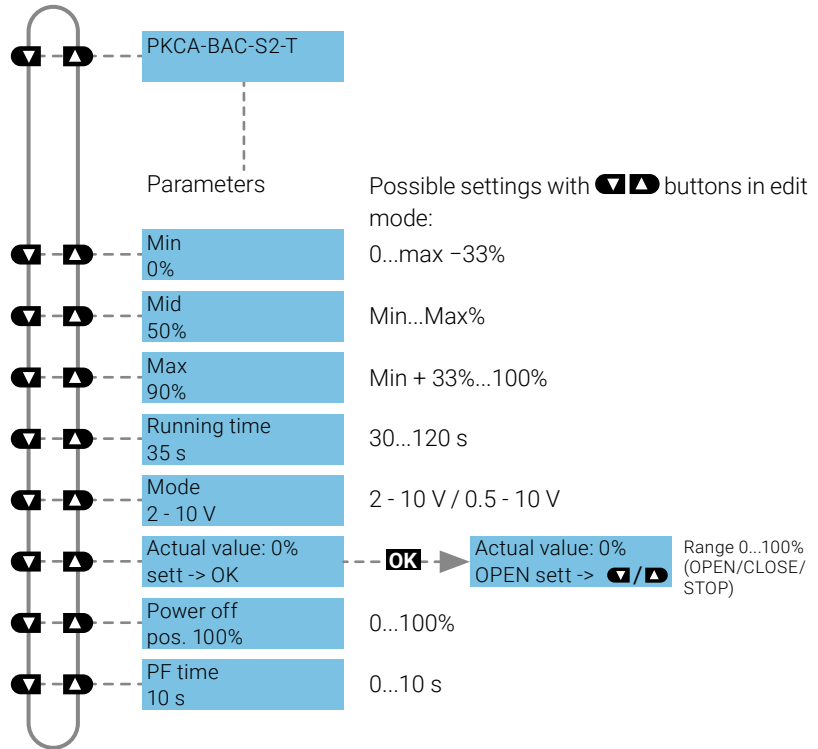 PKCA-BAC-S2-T
Parameters
Possible settings with ▼ ▲ buttons in edit
mode:
Min
0%
0...max −33%
Mid
50%
Min...Max%
Max
90%
Min + 33%...100%
Running time
35 s
30...120 s
Mode
2 - 10 V
2 - 10 V / 0.5 - 10 V
Actual value: 0%
sett -> OK
OK
Actual value: 0%
OPEN sett -> ▼/▲
Range 0...100%
(OPEN/CLOSE/
STOP)
Power off
pos. 100%
0...100%
PF time
10 s
0...10 s